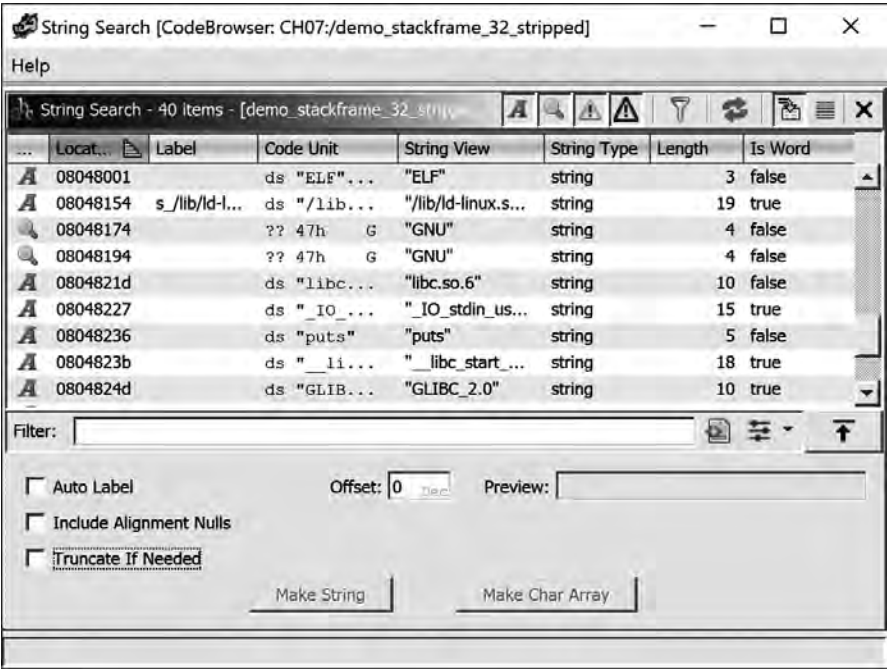 String Search [CodeBrowser: CH07:/demo_stackframe_32_stripped]
Help
String Search - 40 items - [demo_stackframe_32_stripp
... Locat... Label Code Unit String View String Type Length Is Word
08048001 ds "ELF"... "ELF" string 3 false
08048154 s_/lib/ld-l... ds "/lib... "/lib/ld-linux.s... string 19 true
08048174 ?? 47h G "GNU" string 4 false
08048194 ?? 47h G "GNU" string 4 false
0804821d ds "libc... "libc.so.6" string 10 false
08048227 ds "_IO_... "_IO_stdin_us... string 15 true
08048236 ds "puts" "puts" string 5 false
0804823b ds "__li... "__libc_start_... string 18 true
0804824d ds "GLIB... "GLIBC_2.0" string 10 true
Filter:
Auto Label Offset: 0 Dec Preview:
Include Alignment Nulls
Truncate If Needed
Make String Make Char Array